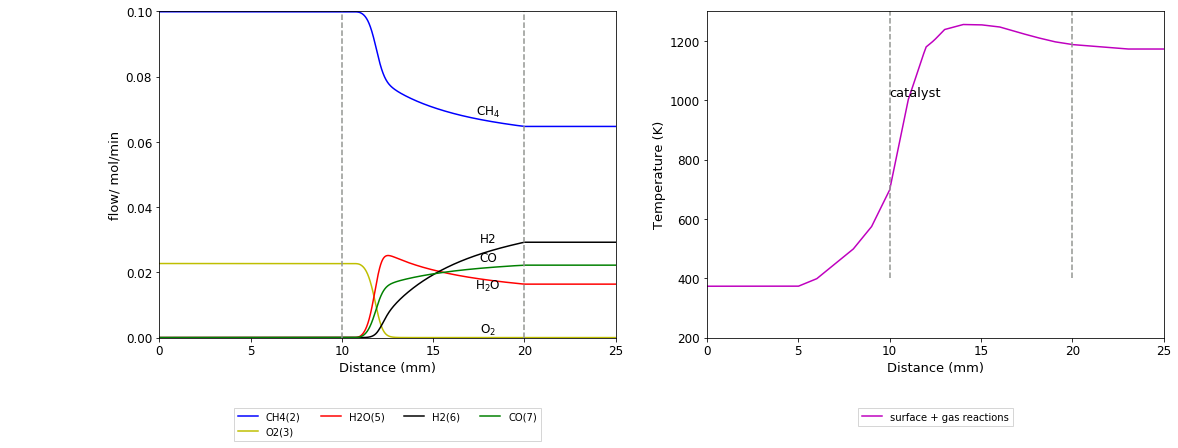 0.10
0.08
0.06
0.04
0.02
0.00
flow/ mol/min
CH4
H2
CO
H2O
O2
0 5 10 15 20 25
Distance (mm)
CH4(2) H2O(5) H2(6) CO(7)
O2(3)
1200
1000
800
600
400
200
Temperature (K)
catalyst
0 5 10 15 20 25
Distance (mm)
surface + gas reactions